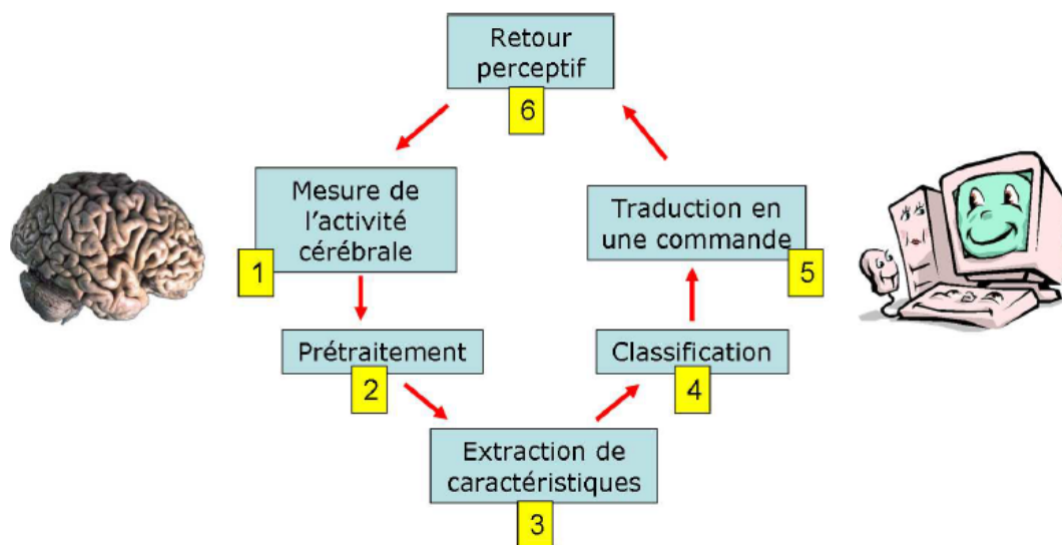 Retour
perceptif
6
Mesure de
l'activité
cérébrale
1
Prétraitement
2
Extraction de
caractéristiques
3
Classification
4
Traduction en
une commande
5